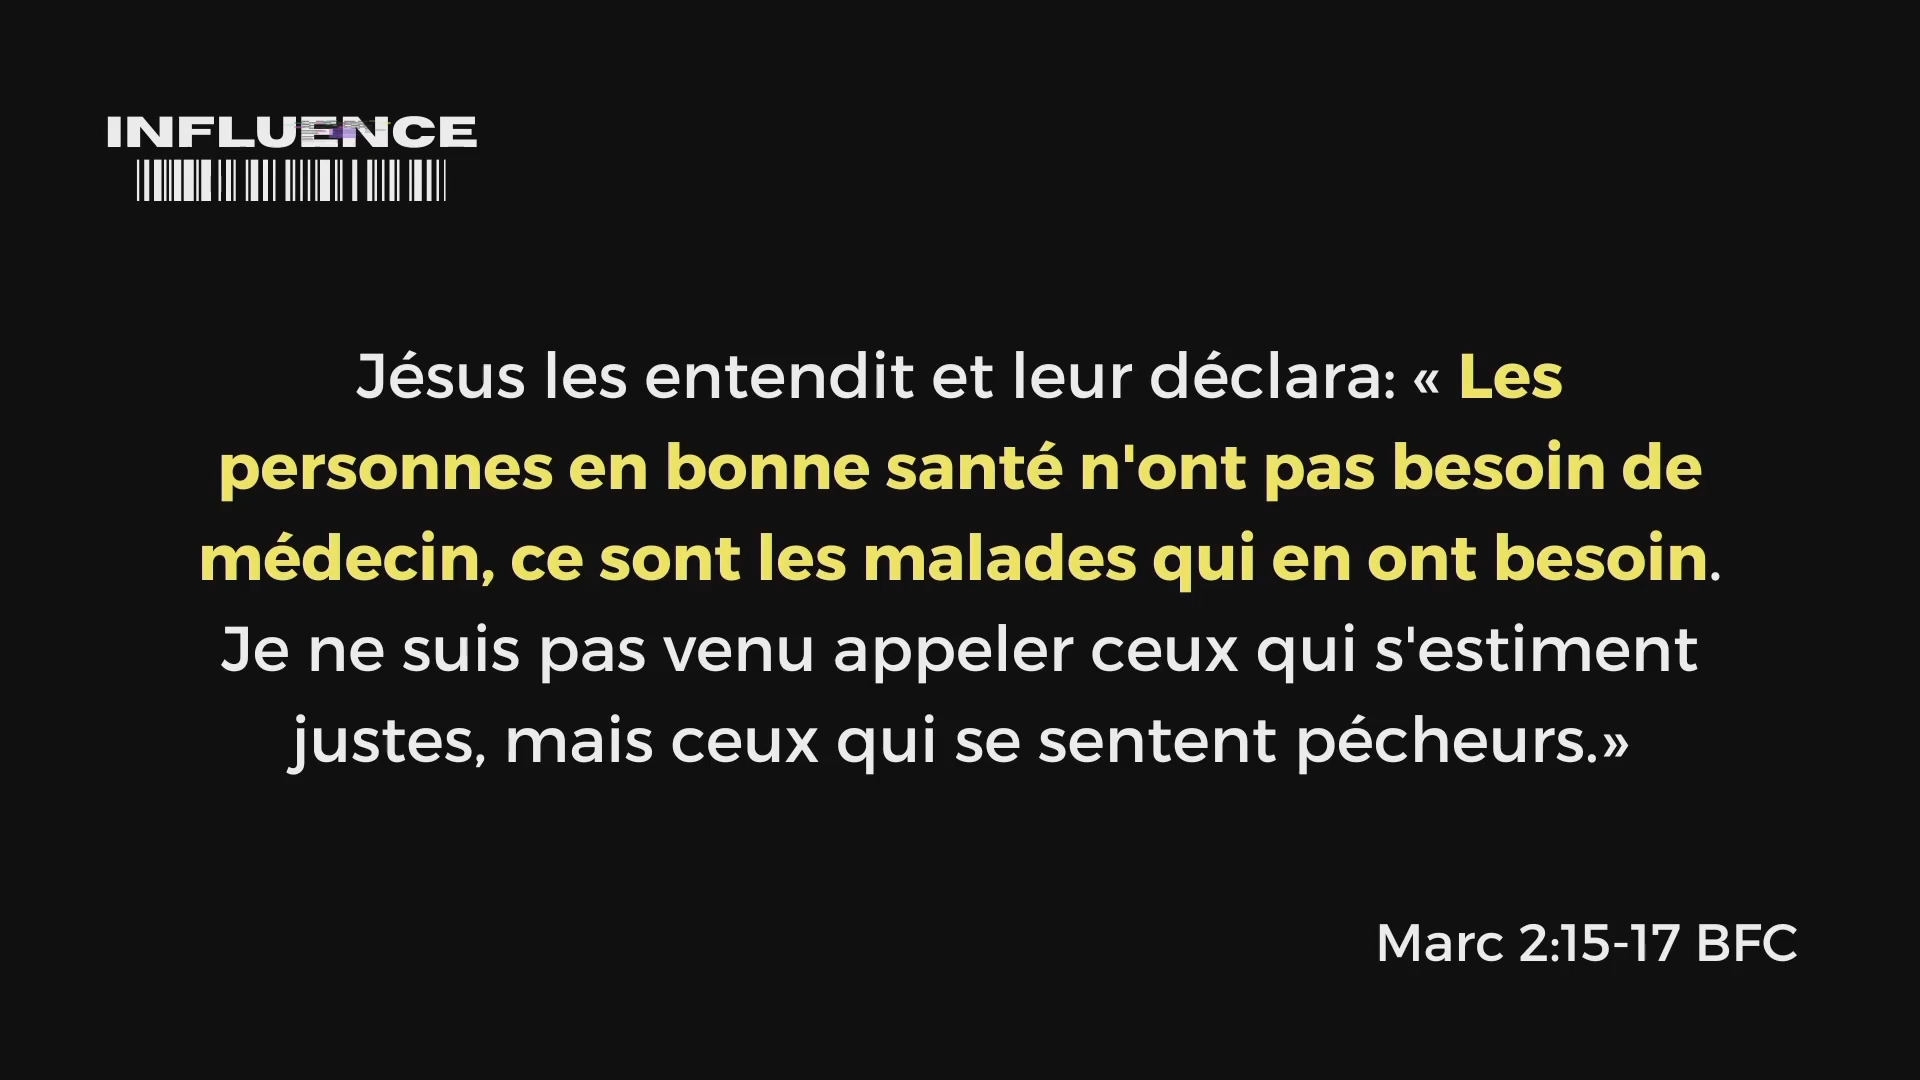 INFLUENCE
Jésus les entendit et leur déclara: « Les
personnes en bonne santé n'ont pas besoin de
médecin, ce sont les malades qui en ont besoin.
Je ne suis pas venu appeler ceux qui s'estiment
justes, mais ceux qui se sentent pécheurs.»
Marc 2:15-17 BFC